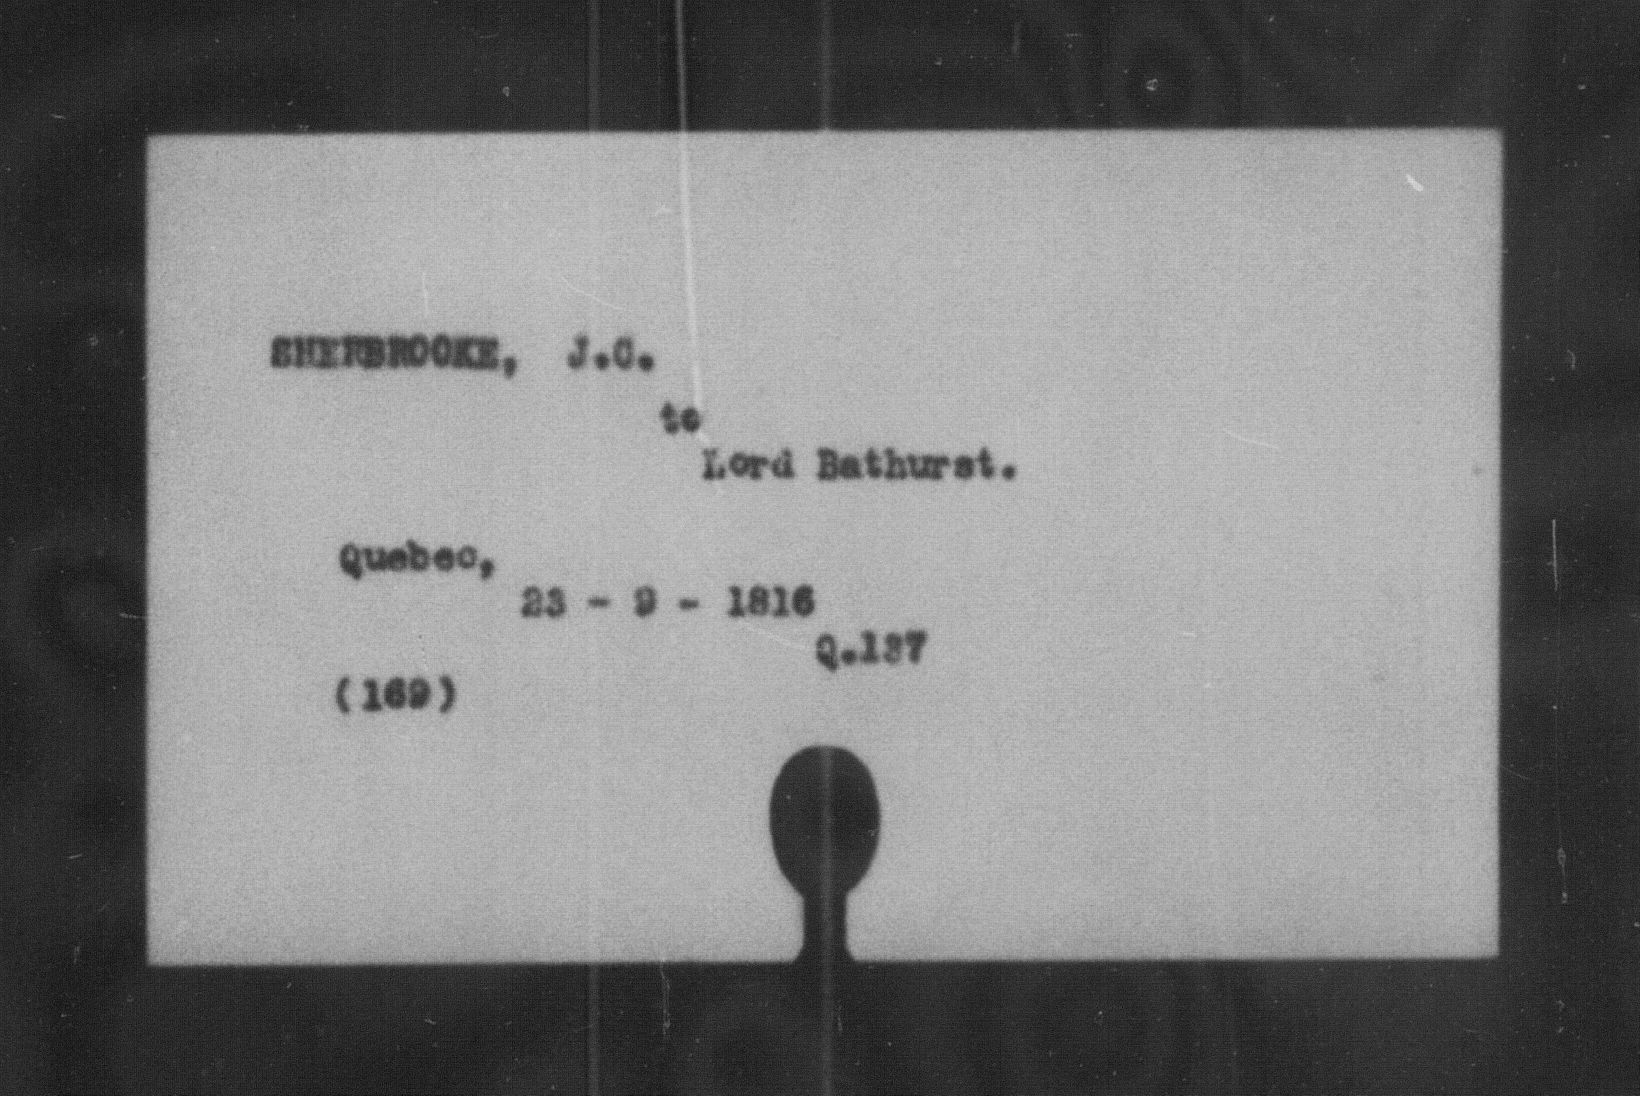 SHERBROOKE, J.C.
to
Lord Bathurst.
Quebec,
23 - 9 - 1816
Q.137
(169)